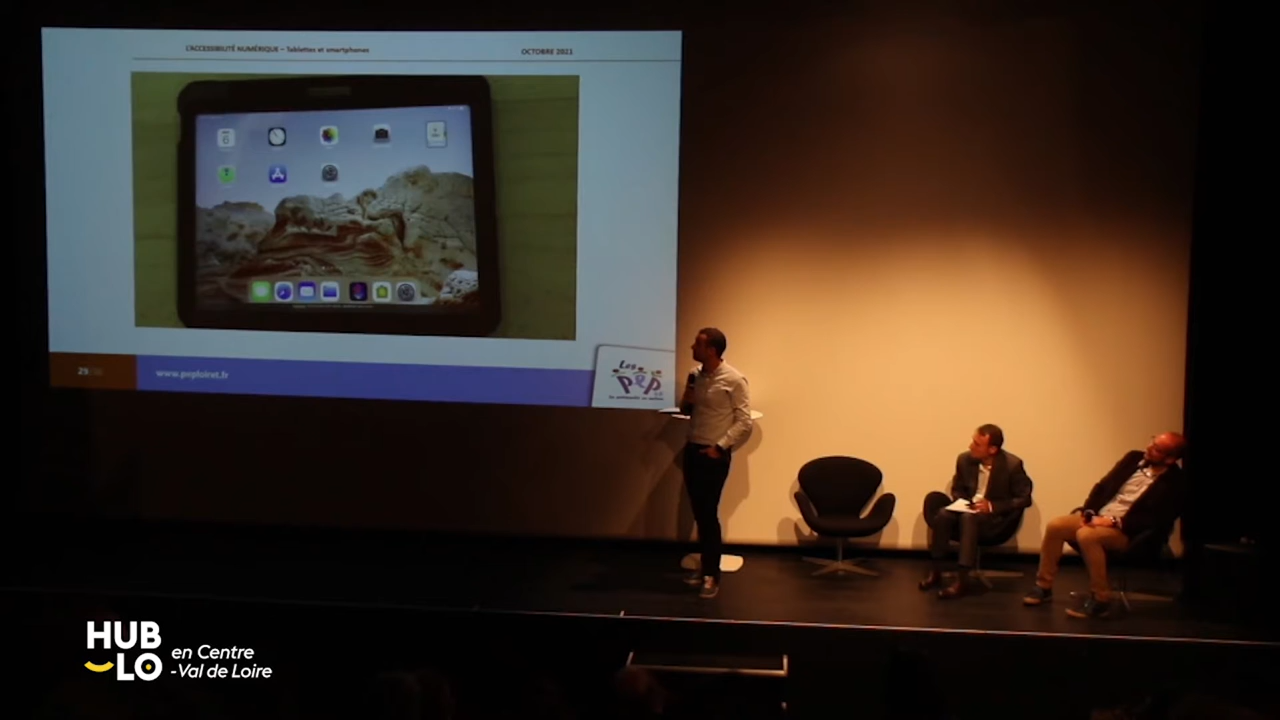 L'ACCESSIBILITÉ NUMÉRIQUE – Tablettes et smartphones
OCTOBRE 2021
29
www.peploiret.fr
Les
PEP
HUB
LO
en Centre
-Val de Loire